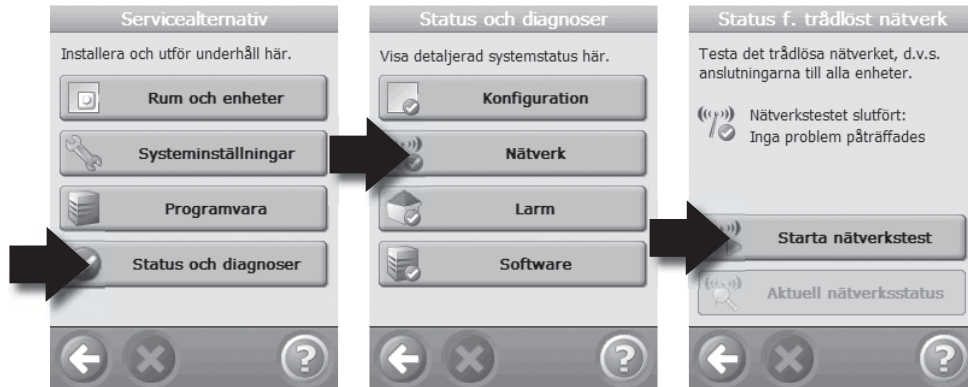 Servicealternativ
Installera och utför underhåll här.
Rum och enheter
Systeminställningar
Programvara
Status och diagnoser
?
Status och diagnoser
Visa detaljerad systemstatus här.
Konfiguration
Nätverk
Larm
Software
?
Status f. trådlöst nätverk
Testa det trådlösa nätverket, d.v.s.
anslutningarna till alla enheter.
Nätverkstestet slutfört:
Inga problem påträffades
Starta nätverkstest
Aktuell nätverksstatus
?